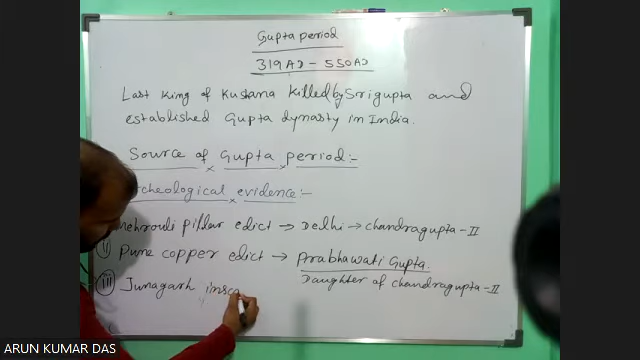 Gupta period
319AD - 550AD
Last king of Kushana killed by Srigupta and
established Gupta dynasty in India.
Source of Gupta period:-
Archeological evidence:-
Mehrouli pillar edict → Delhi → Chandragupta-II
(ii) Pune copper edict → Prabhawati Gupta.
Daughter of Chandragupta-II
(iii) Junagarh insc
ARUN KUMAR DAS